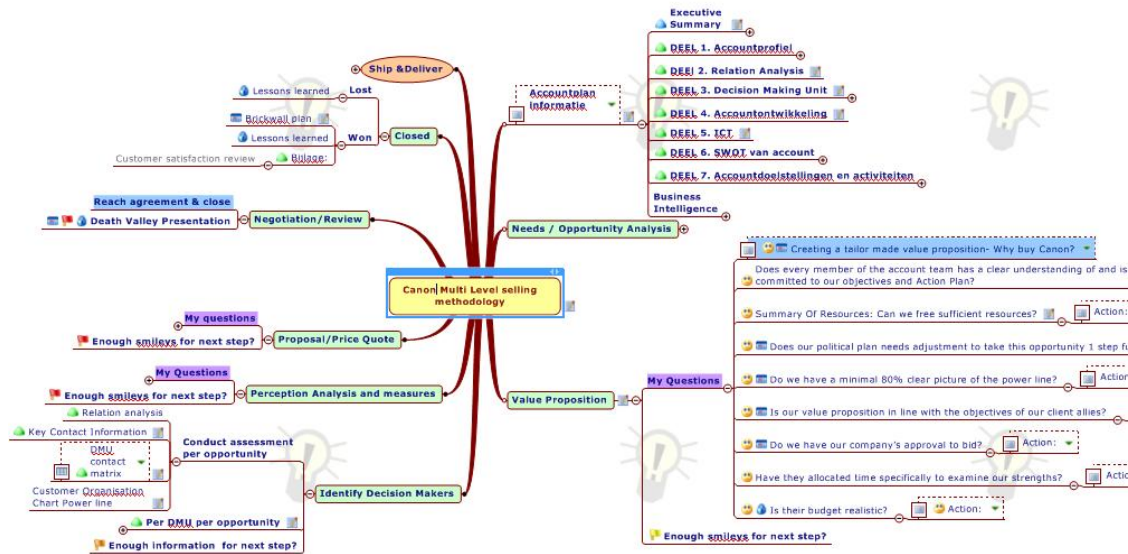 Ship &Deliver
Lessons learned
Lost
Brickwall plan
Lessons learned
Won
Customer satisfaction review
Bijlage:
Closed
Reach agreement & close
Death Valley Presentation
Negotiation/Review
Canon Multi Level selling
methodology
My questions
Enough smileys for next step?
Proposal/Price Quote
My Questions
Enough smileys for next step?
Perception Analysis and measures
Relation analysis
Key Contact Information
DMU
contact
matrix
Customer Organisation
Chart Power line
Conduct assessment
per opportunity
Per DMU per opportunity
Enough information for next step?
Identify Decision Makers
Accountplan
informatie
Executive
Summary
DEEL 1. Accountprofiel
DEEl 2. Relation Analysis
DEEL 3. Decision Making Unit
DEEL 4. Accountontwikkeling
DEEL 5. ICT
DEEL 6. SWOT van account
DEEL 7. Accountdoelstellingen en activiteiten
Business
Intelligence
Needs / Opportunity Analysis
Value Proposition
My Questions
Creating a tailor made value proposition- Why buy Canon?
Does every member of the account team has a clear understanding of and is
committed to our objectives and Action Plan?
Summary Of Resources: Can we free sufficient resources?
Action:
Does our political plan needs adjustment to take this opportunity 1 step fu
Do we have a minimal 80% clear picture of the power line?
Action
Is our value proposition in line with the objectives of our client allies?
Do we have our company's approval to bid?
Action:
Have they allocated time specifically to examine our strengths?
Actio
Is their budget realistic?
Action:
Enough smileys for next step?